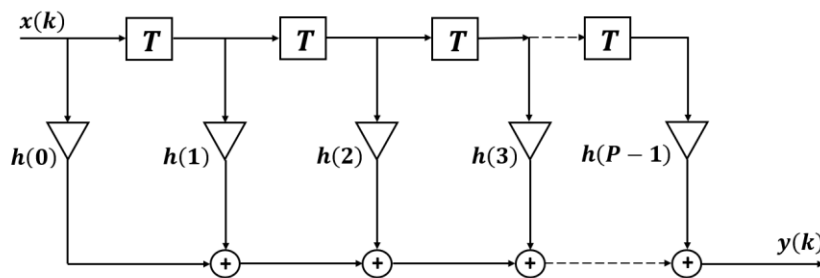 x(k)
T T T T
h(0) h(1) h(2) h(3) h(P − 1)
+ + + +
y(k)